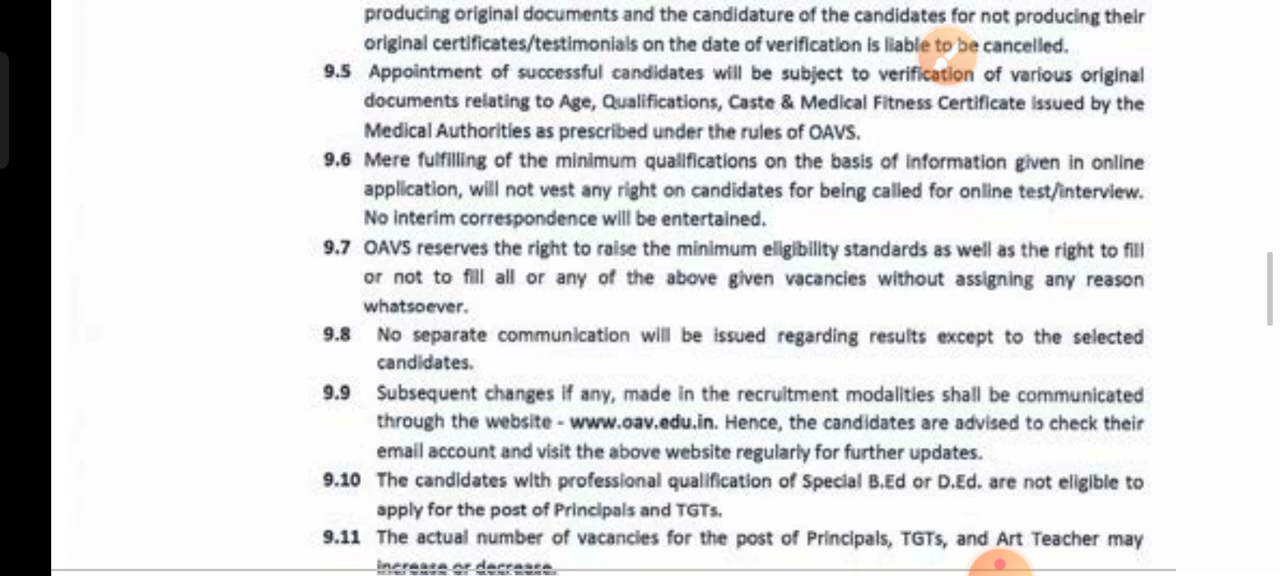 producing original documents and the candidature of the candidates for not producing their
original certificates/testimonials on the date of verification is liable to be cancelled.
9.5 Appointment of successful candidates will be subject to verification of various original
documents relating to Age, Qualifications, Caste & Medical Fitness Certificate issued by the
Medical Authorities as prescribed under the rules of OAVS.
9.6 Mere fulfilling of the minimum qualifications on the basis of information given in online
application, will not vest any right on candidates for being called for online test/interview.
No interim correspondence will be entertained.
9.7 OAVS reserves the right to raise the minimum eligibility standards as well as the right to fill
or not to fill all or any of the above given vacancies without assigning any reason
whatsoever.
9.8 No separate communication will be issued regarding results except to the selected
candidates.
9.9 Subsequent changes if any, made in the recruitment modalities shall be communicated
through the website - www.oav.edu.in. Hence, the candidates are advised to check their
email account and visit the above website regularly for further updates.
9.10 The candidates with professional qualification of Special B.Ed or D.Ed. are not eligible to
apply for the post of Principals and TGTs.
9.11 The actual number of vacancies for the post of Principals, TGTs, and Art Teacher may
increase or decrease.